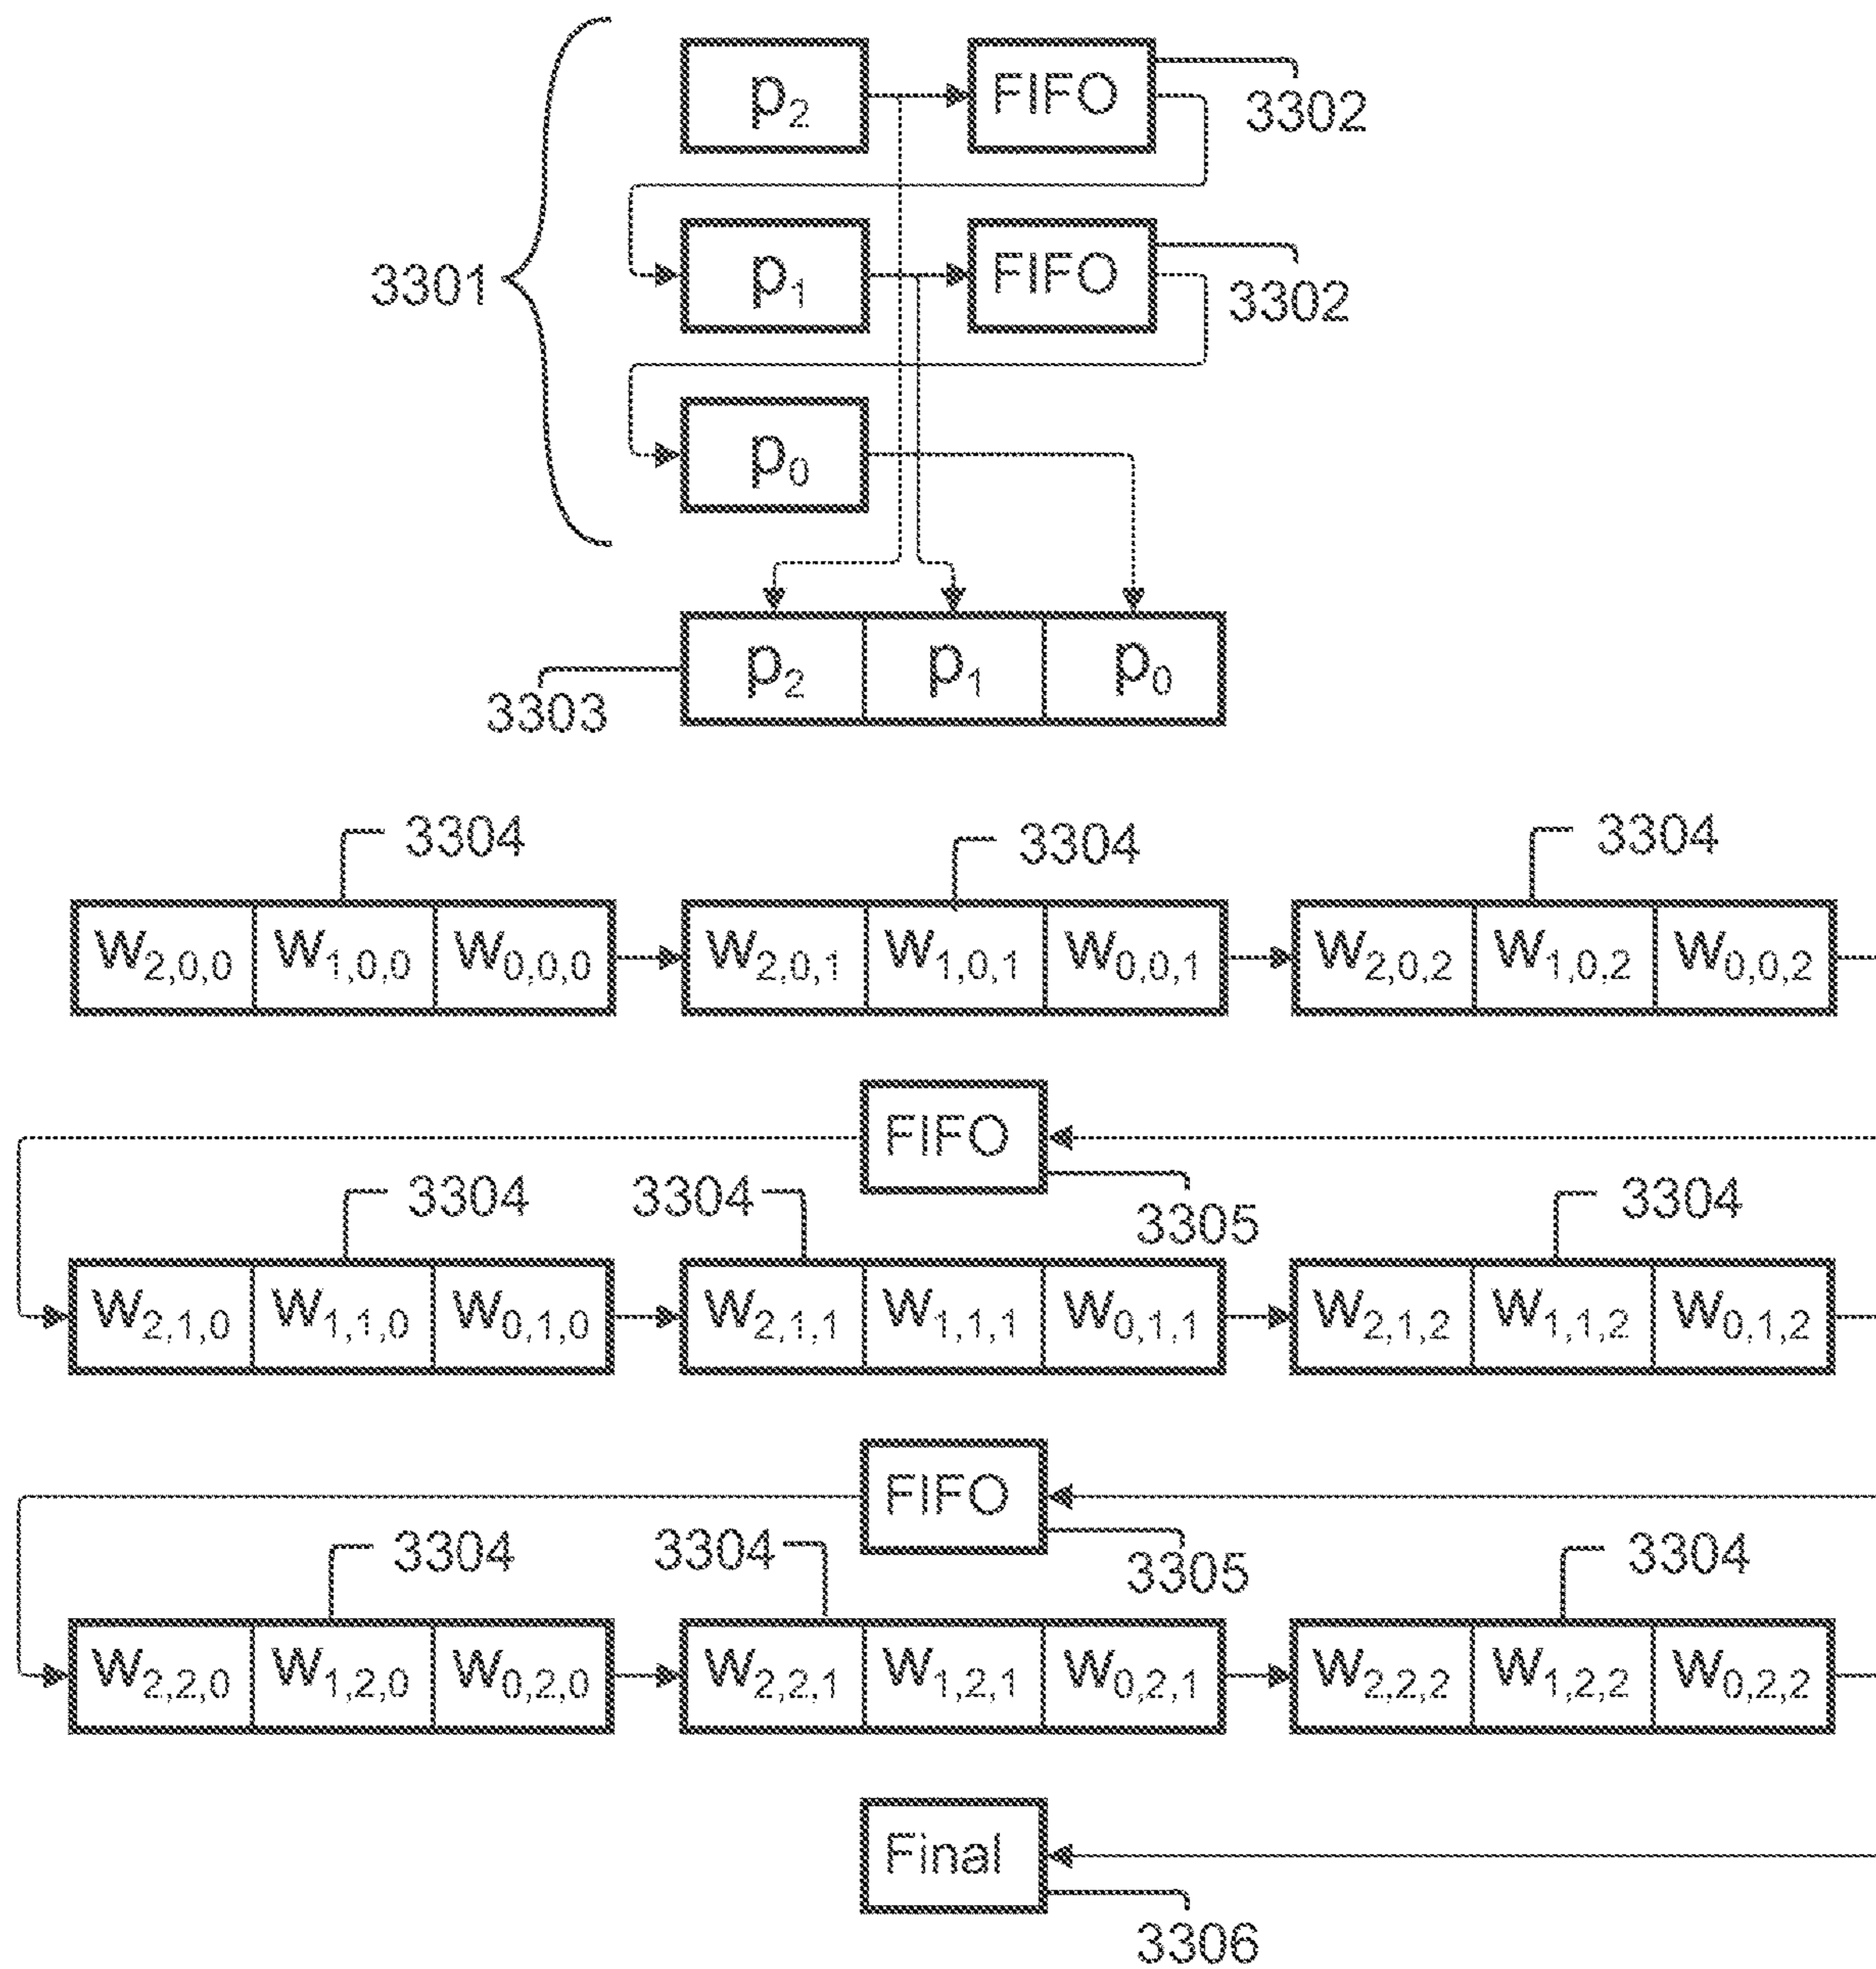 p2 FIFO 3302
3301 p1 FIFO 3302
p0
p2 p1 p0
3303
3304 3304 3304
W2,0,0 W1,0,0 W0,0,0 W2,0,1 W1,0,1 W0,0,1 W2,0,2 W1,0,2 W0,0,2
FIFO
3304 3304 3305 3304
W2,1,0 W1,1,0 W0,1,0 W2,1,1 W1,1,1 W0,1,1 W2,1,2 W1,1,2 W0,1,2
FIFO
3304 3304 3305 3304
W2,2,0 W1,2,0 W0,2,0 W2,2,1 W1,2,1 W0,2,1 W2,2,2 W1,2,2 W0,2,2
Final
3306